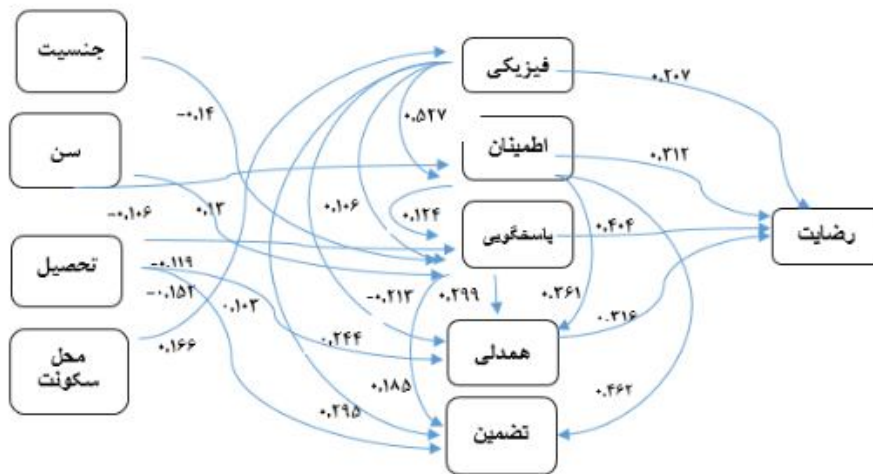 جنسیت
سن
تحصیل
محل
سکونت
فیزیکی
اطمینان
پاسخگویی
همدلی
تضمین
رضایت
-۰.۱۴
-۰.۱۰۶
۰.۱۳
-۰.۱۱۹
-۰.۱۵۲
۰.۱۰۳
۰.۱۶۶
۰.۵۲۷
۰.۱۰۶
۰.۱۲۴
-۰.۲۱۳
۰.۲۹۹
۰.۲۴۴
۰.۱۸۵
۰.۲۹۵
۰.۳۶۱
۰.۴۶۲
۰.۲۰۷
۰.۳۱۲
۰.۴۰۴
۰.۳۱۶